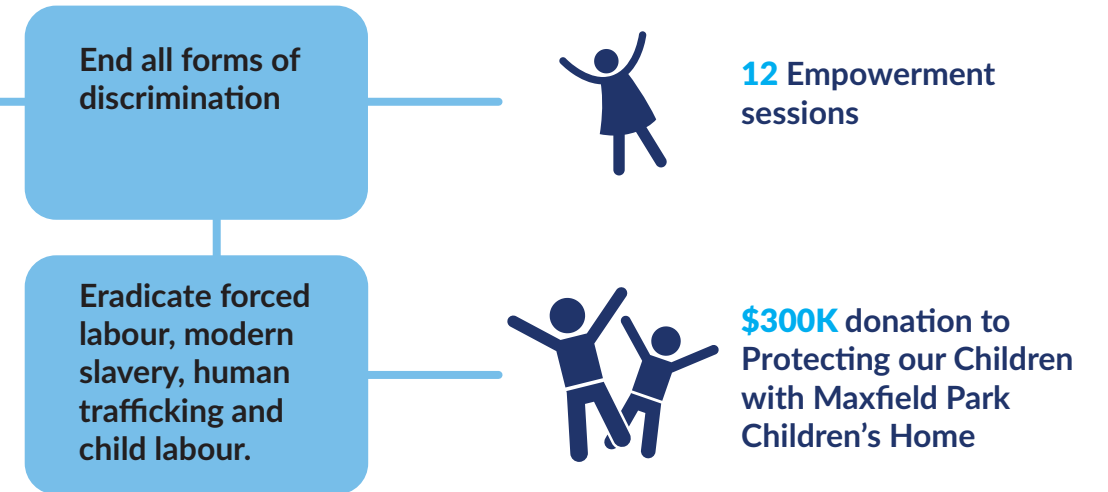 End all forms of
discrimination
12 Empowerment
sessions
Eradicate forced
labour, modern
slavery, human
trafficking and
child labour.
$300K donation to
Protecting our Children
with Maxfield Park
Children’s Home